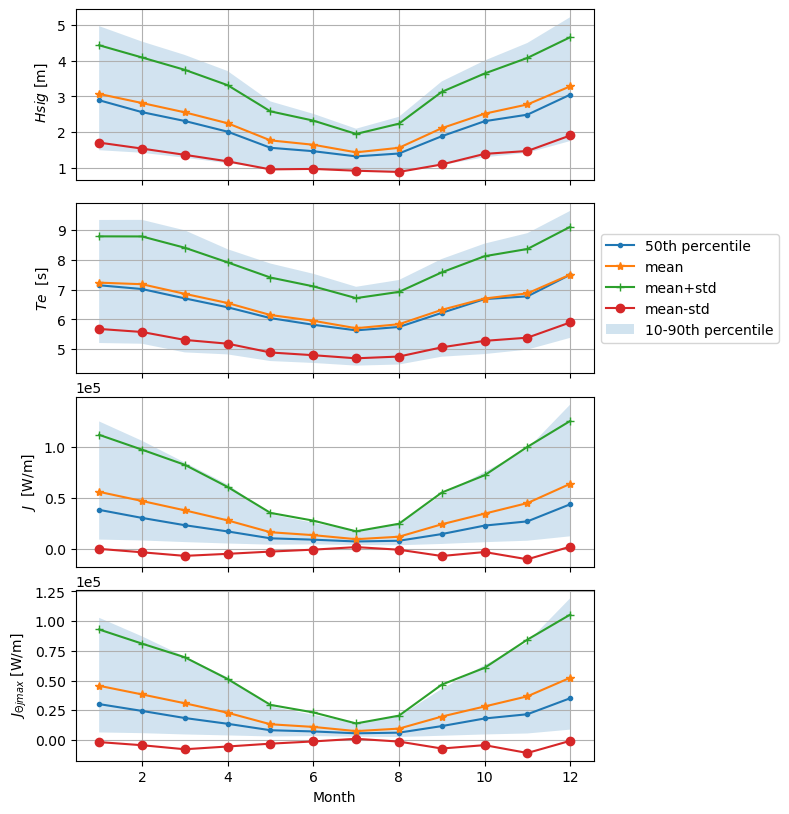 5
4
3
2
1
Hsig [m]
9
8
7
6
5
Te [s]
50th percentile
mean
mean+std
mean-std
10-90th percentile
1e5
1.0
0.5
0.0
J [W/m]
1e5
1.25
1.00
0.75
0.50
0.25
0.00
JΘjmax [W/m]
2 4 6 8 10 12
Month